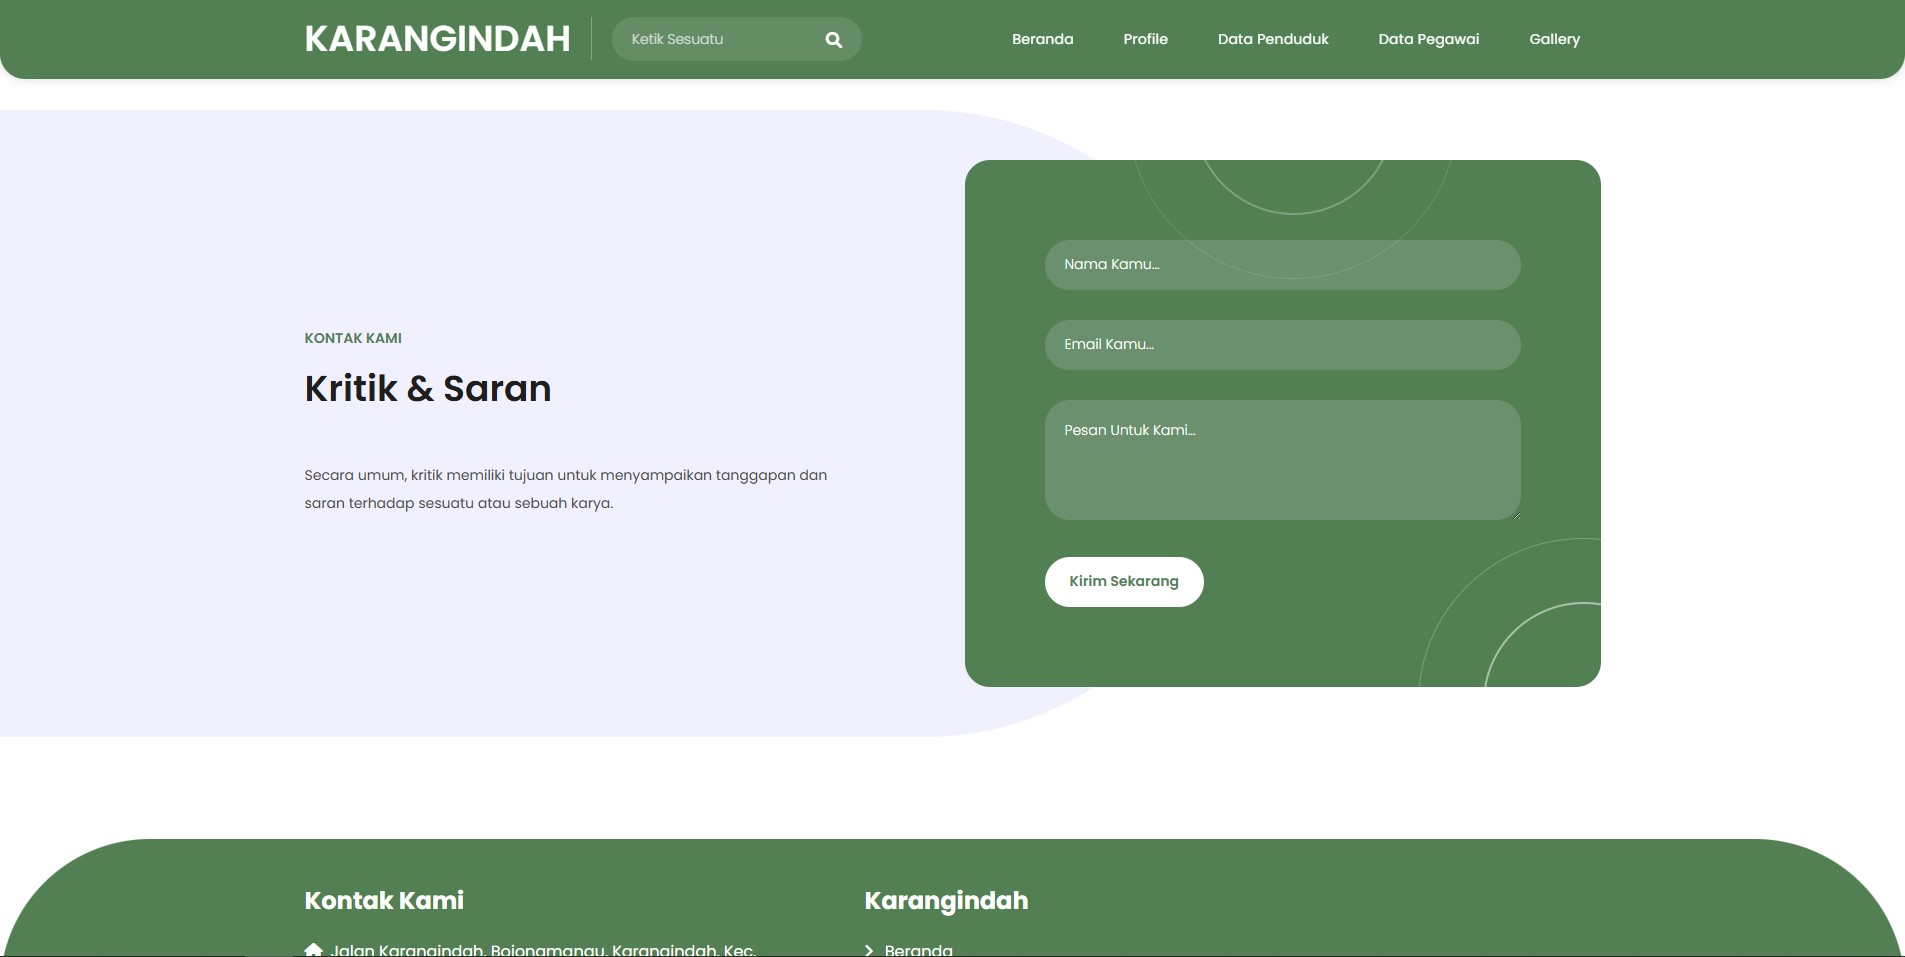 KARANGINDAH
Ketik Sesuatu
Beranda
Profile
Data Penduduk
Data Pegawai
Gallery
KONTAK KAMI
Kritik & Saran
Secara umum, kritik memiliki tujuan untuk menyampaikan tanggapan dan
saran terhadap sesuatu atau sebuah karya.
Nama Kamu...
Email Kamu...
Pesan Untuk Kami...
Kirim Sekarang
Kontak Kami
Jalan Karangindah, Bojongmangu, Karangindah, Kec.
Karangindah
Beranda